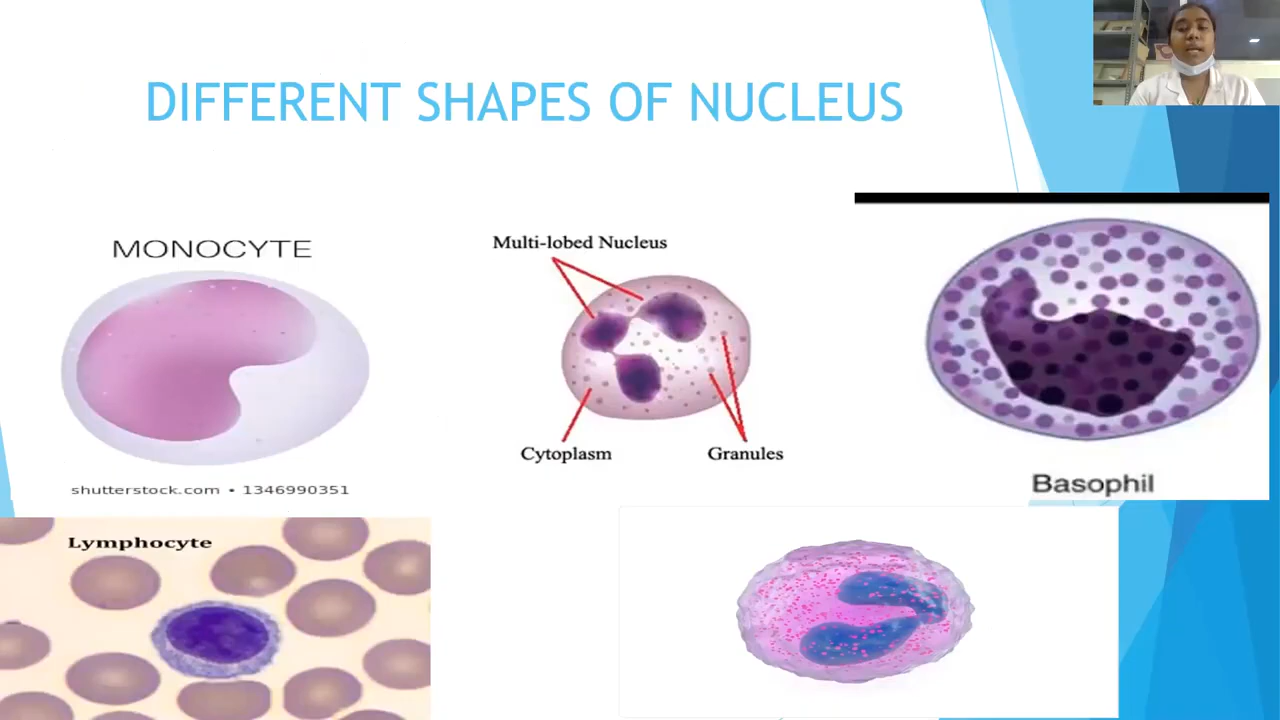 DIFFERENT SHAPES OF NUCLEUS
MONOCYTE
shutterstock.com • 1346990351
Multi-lobed Nucleus
Cytoplasm
Granules
Basophil
Lymphocyte